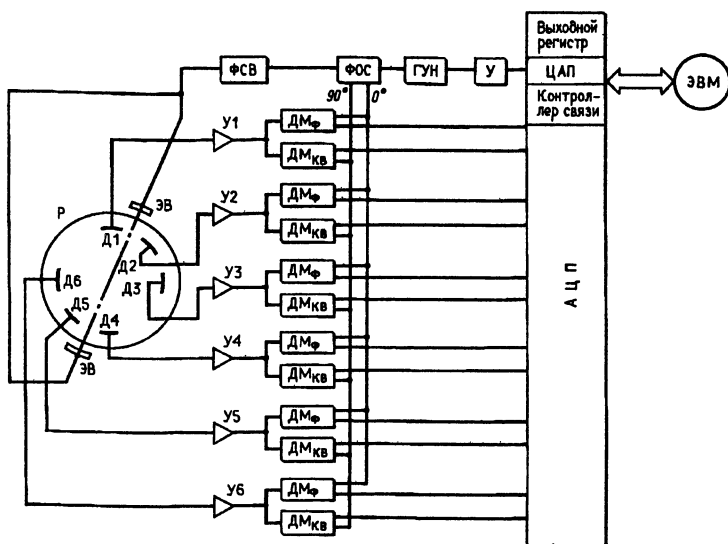 Выходной
регистр
ФСВ
ФОС
ГУН
У
ЦАП
ЭВМ
Контрол-
лер связи
90°
0°
У1
ДМФ
ДМКВ
У2
ДМФ
ДМКВ
У3
ДМФ
ДМКВ
У4
ДМФ
ДМКВ
У5
ДМФ
ДМКВ
У6
ДМФ
ДМКВ
АЦП
Р
ЭВ
Д1
Д2
Д3
Д6
Д5
Д4
ЭВ